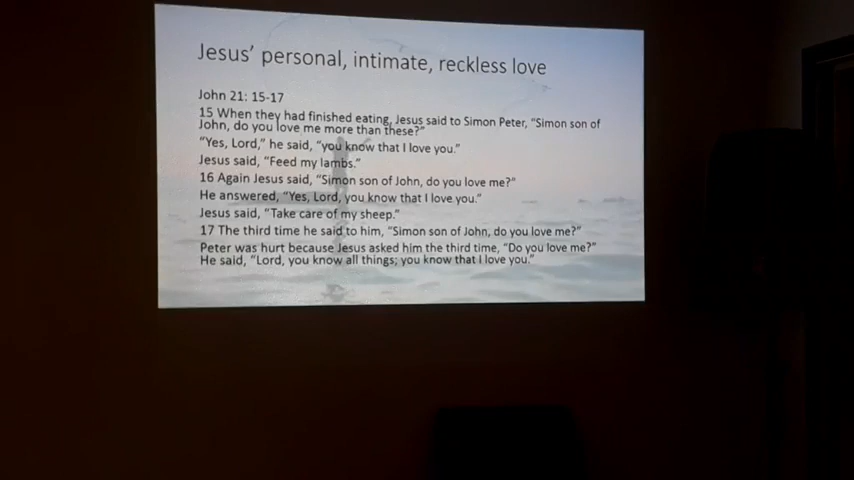 Jesus’ personal, intimate, reckless love
John 21: 15-17
15 When they had finished eating, Jesus said to Simon Peter, “Simon son of
John, do you love me more than these?”
“Yes, Lord,” he said, “you know that I love you.”
Jesus said, “Feed my lambs.”
16 Again Jesus said, “Simon son of John, do you love me?”
He answered, “Yes, Lord, you know that I love you.”
Jesus said, “Take care of my sheep.”
17 The third time he said to him, “Simon son of John, do you love me?”
Peter was hurt because Jesus asked him the third time, “Do you love me?”
He said, “Lord, you know all things; you know that I love you.”